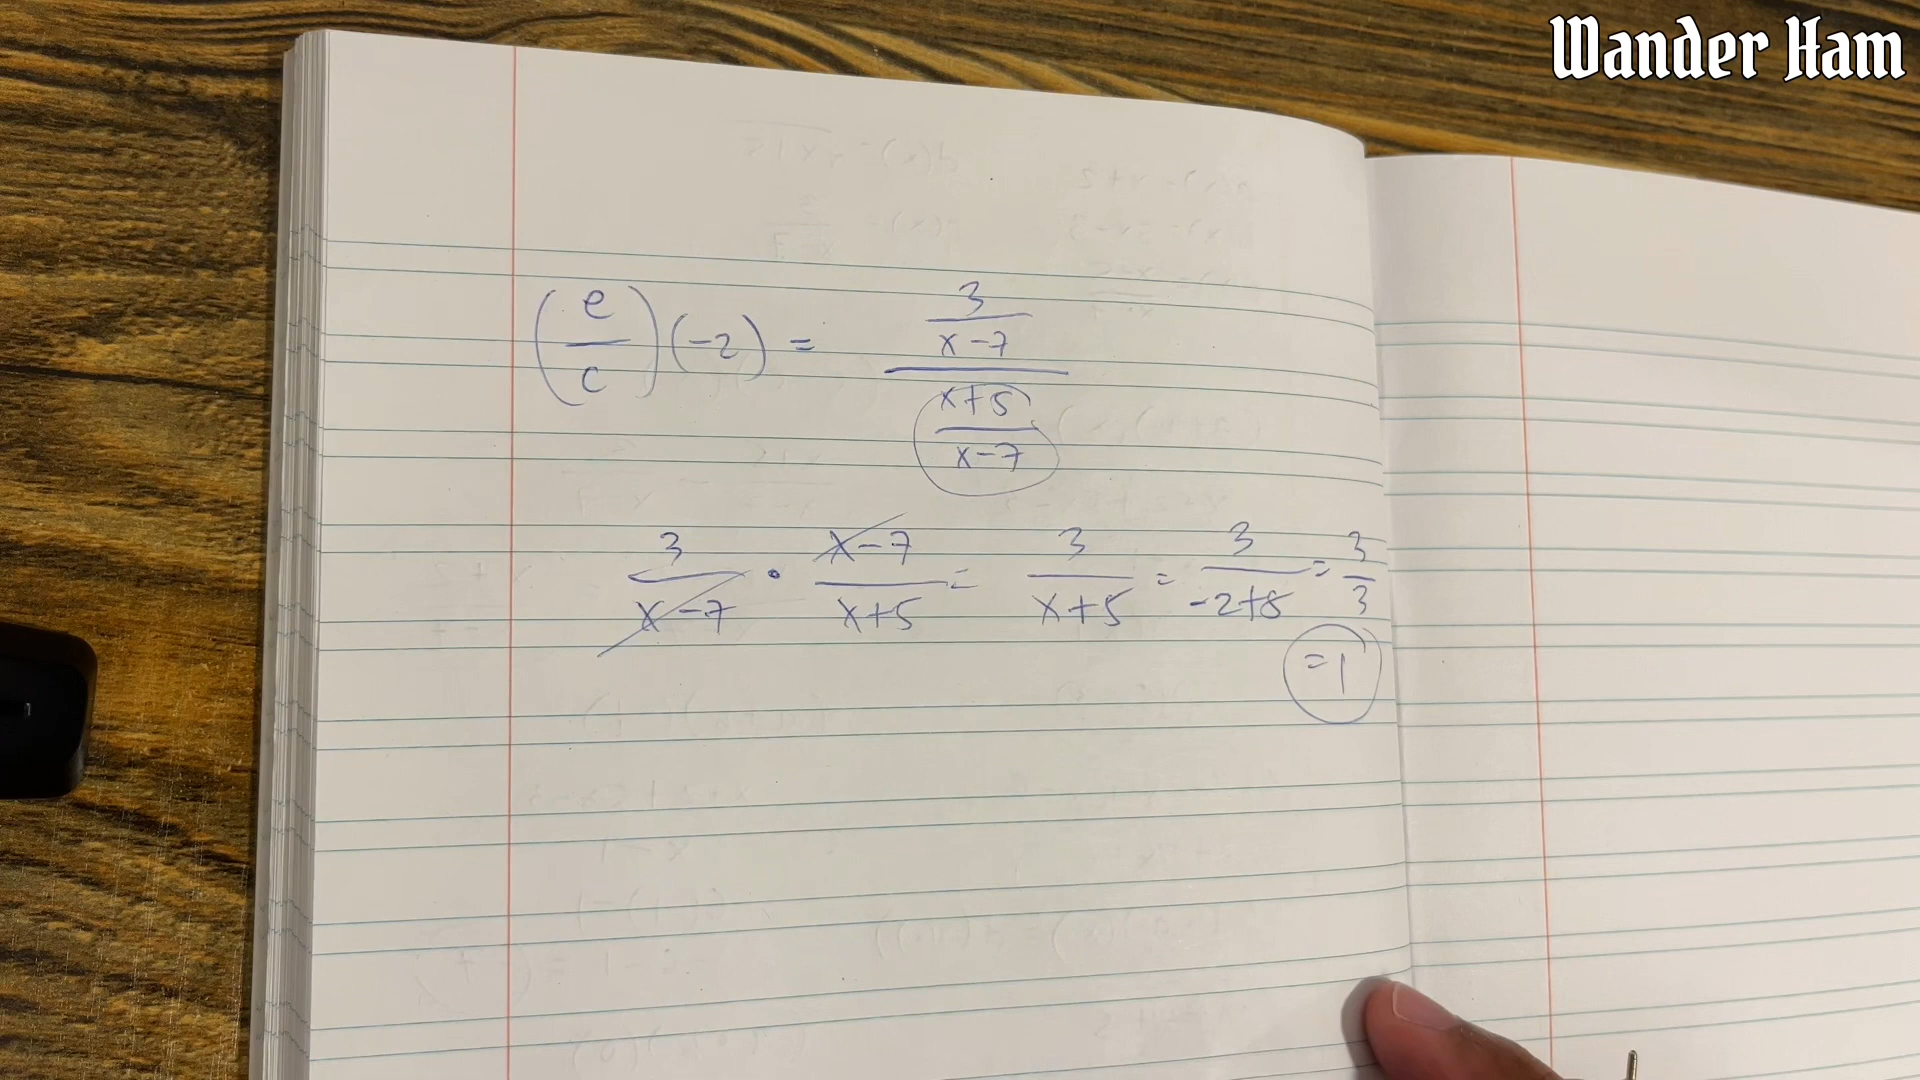 Wander Ham
(e/c)(-2) = (3/(x-7))/((x+5)/(x-7))
3/(x-7) · (x-7)/(x+5) = 3/(x+5) = 3/(-2+5) = 3/3
=1